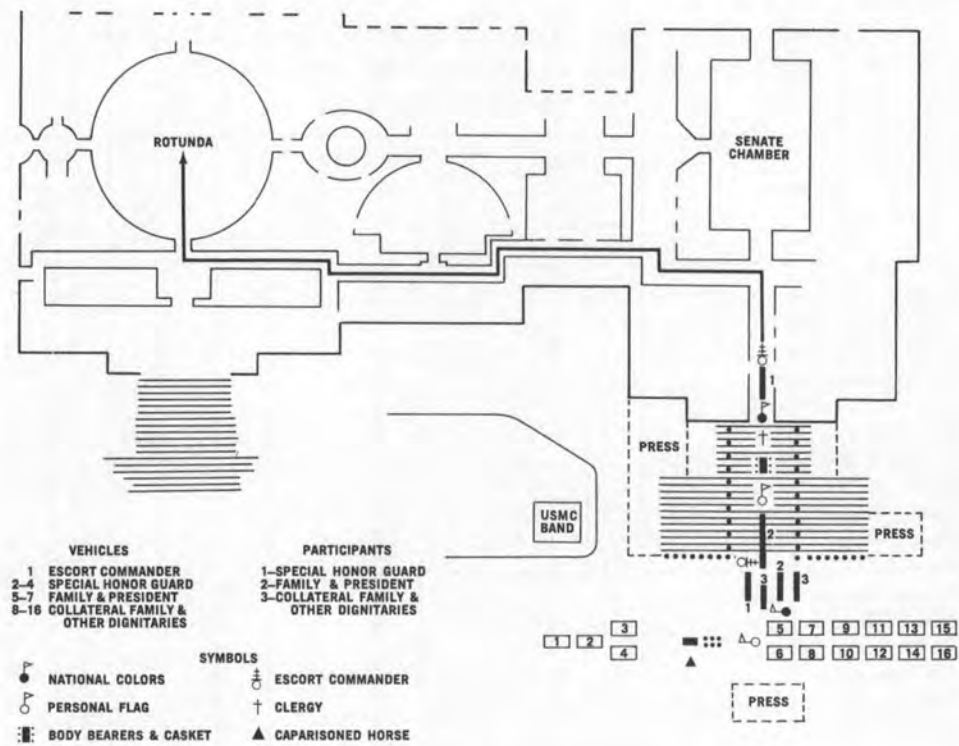 ROTUNDA
SENATE
CHAMBER
1
PRESS
USMC
BAND
2
PRESS
2
3
3
1
VEHICLES
1 ESCORT COMMANDER
2–4 SPECIAL HONOR GUARD
5–7 FAMILY & PRESIDENT
8–16 COLLATERAL FAMILY &
OTHER DIGNITARIES
PARTICIPANTS
1–SPECIAL HONOR GUARD
2–FAMILY & PRESIDENT
3–COLLATERAL FAMILY &
OTHER DIGNITARIES
1 2 3
4
5 7 9 11 13 15
6 8 10 12 14 16
SYMBOLS
NATIONAL COLORS
PERSONAL FLAG
BODY BEARERS & CASKET
ESCORT COMMANDER
CLERGY
CAPARISONED HORSE
PRESS